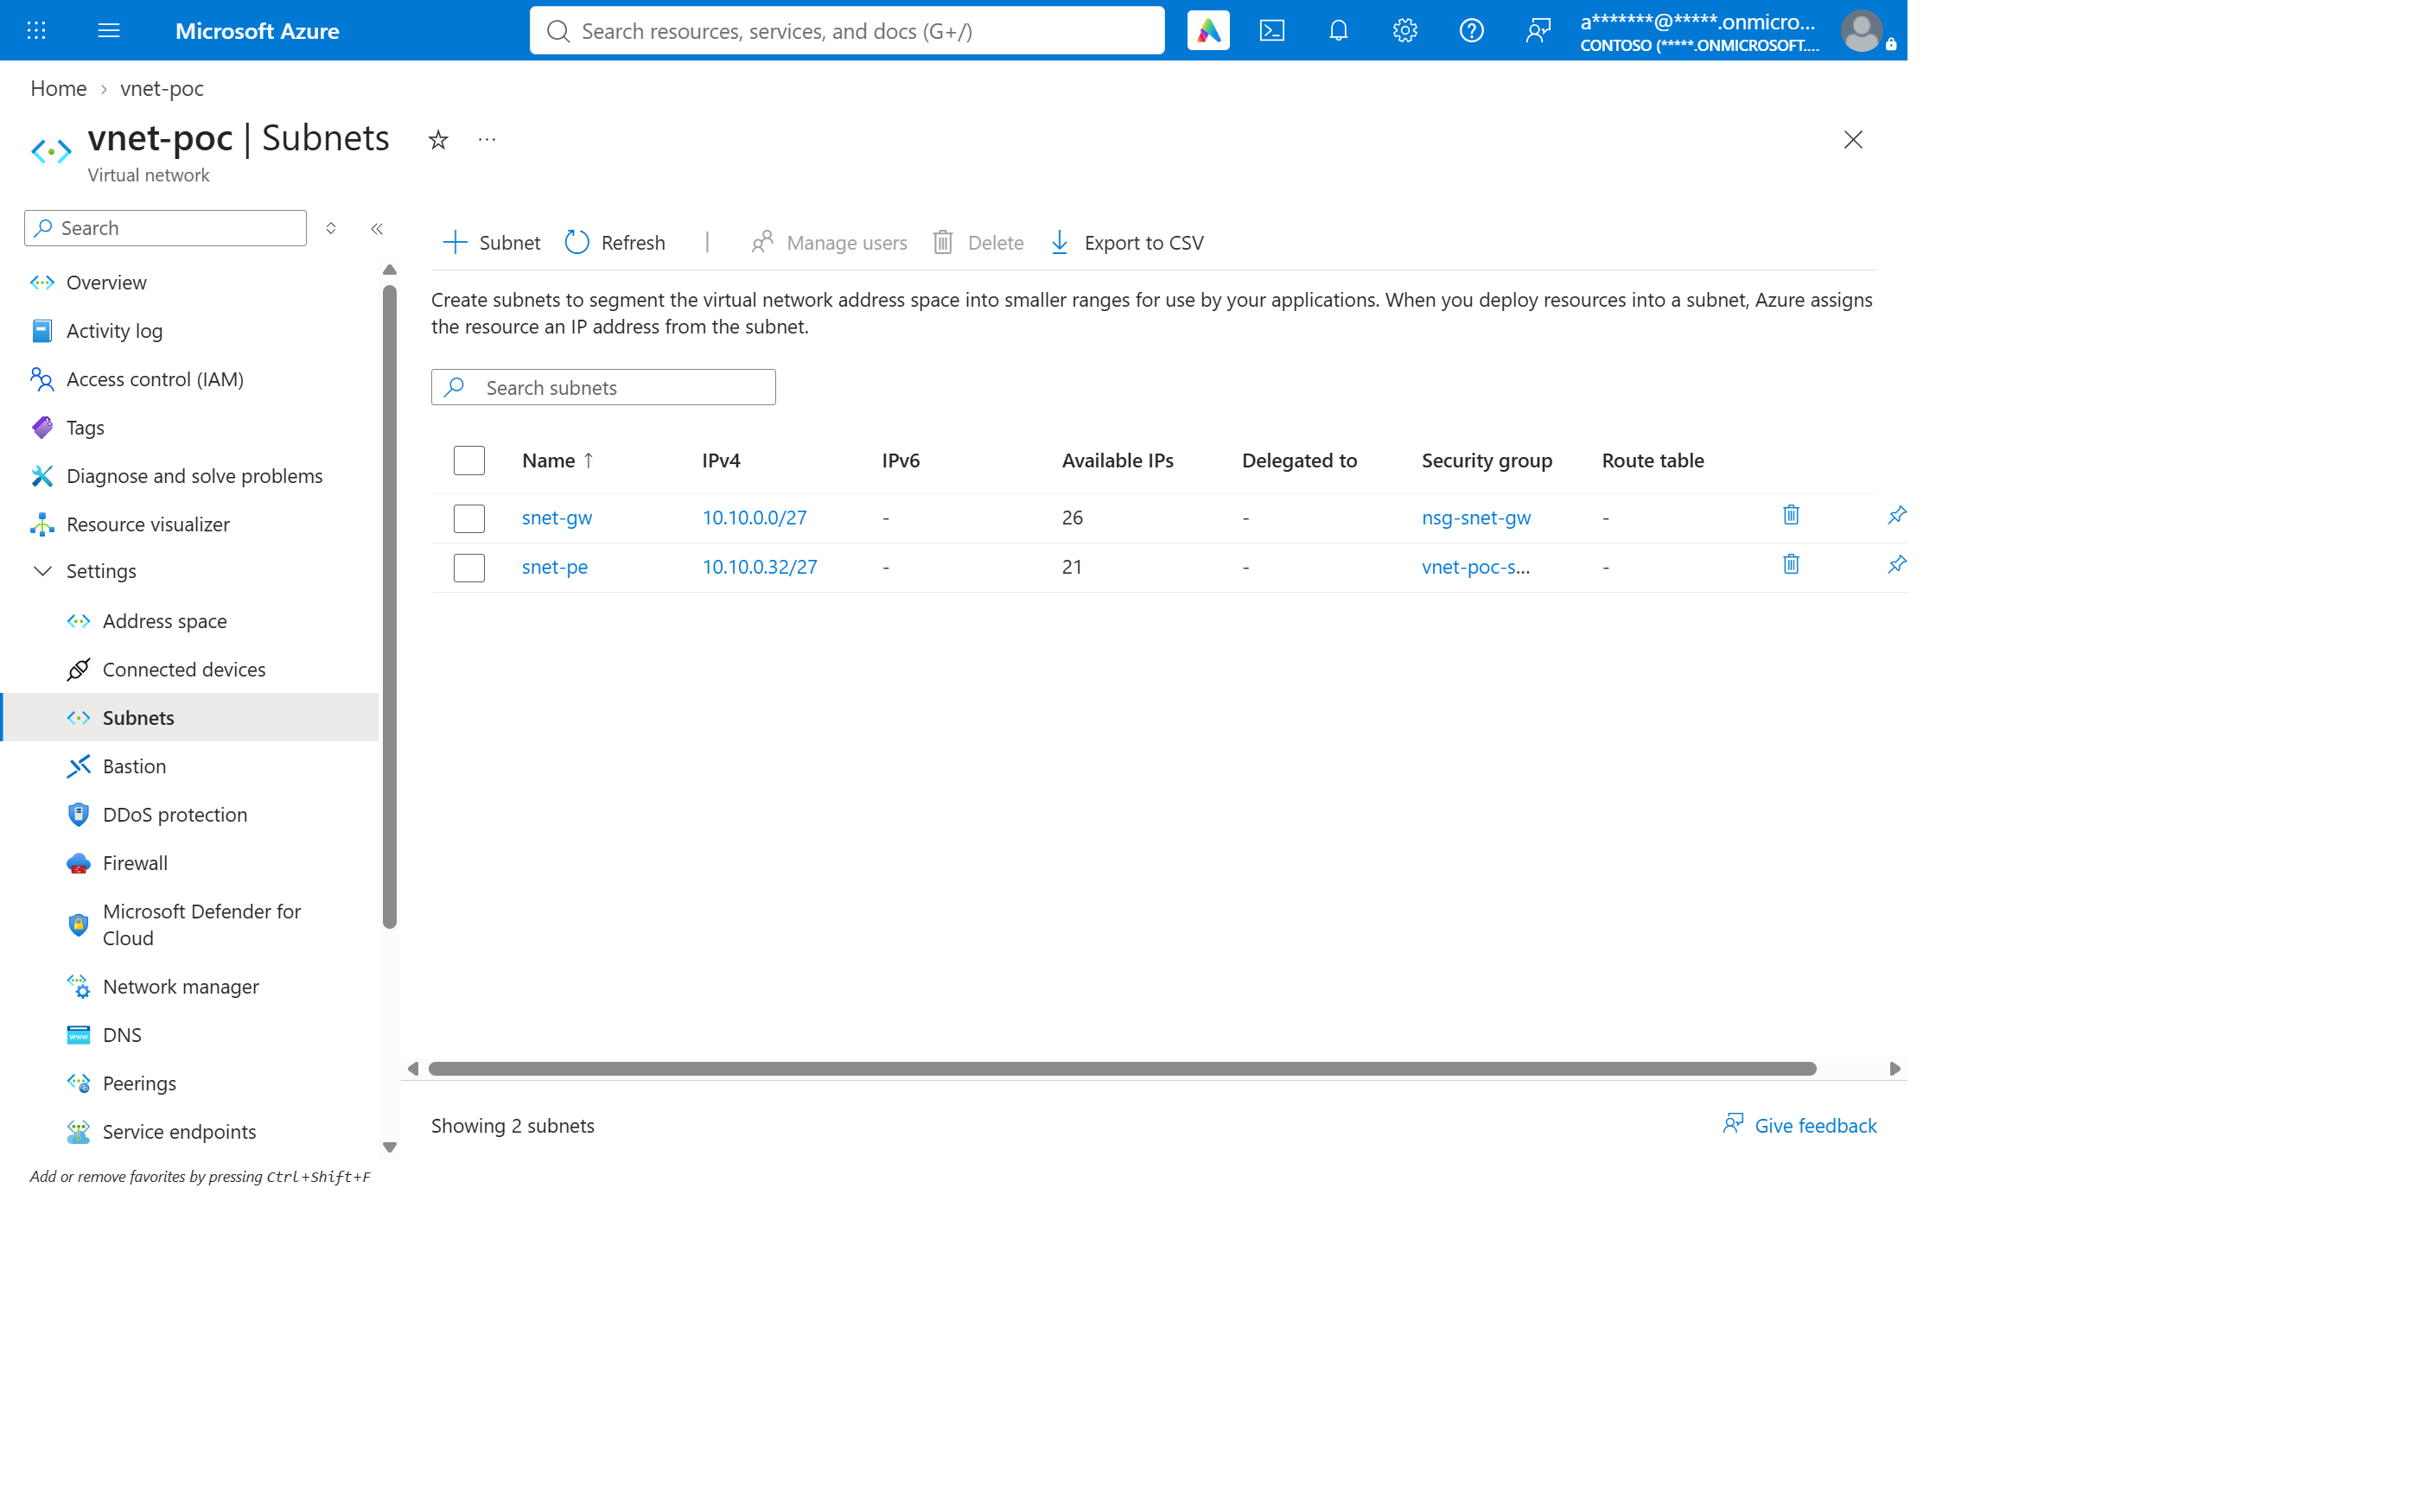 Microsoft Azure
Search resources, services, and docs (G+/)
a*******@*****.onmicro...
CONTOSO (*****.ONMICROSOFT....
Home > vnet-poc
vnet-poc | Subnets
Virtual network
Search
Overview
Activity log
Access control (IAM)
Tags
Diagnose and solve problems
Resource visualizer
Settings
Address space
Connected devices
Subnets
Bastion
DDoS protection
Firewall
Microsoft Defender for
Cloud
Network manager
DNS
Peerings
Service endpoints
Add or remove favorites by pressing Ctrl+Shift+F
Subnet Refresh | Manage users Delete Export to CSV
Create subnets to segment the virtual network address space into smaller ranges for use by your applications. When you deploy resources into a subnet, Azure assigns
the resource an IP address from the subnet.
Search subnets
Name ↑ IPv4 IPv6 Available IPs Delegated to Security group Route table
snet-gw 10.10.0.0/27 - 26 - nsg-snet-gw -
snet-pe 10.10.0.32/27 - 21 - vnet-poc-s... -
Showing 2 subnets
Give feedback